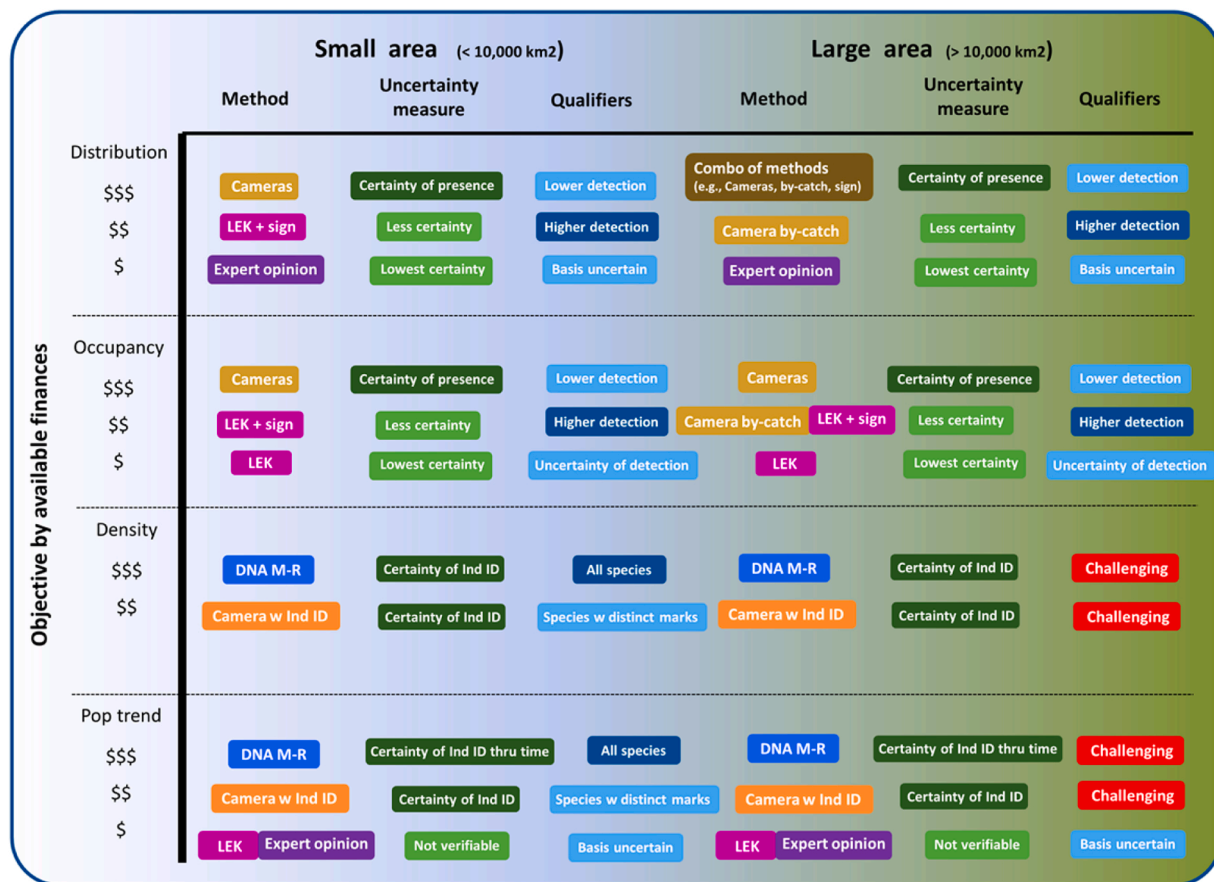 Small area (< 10,000 km2)
Large area (> 10,000 km2)
Method
Uncertainty
measure
Qualifiers
Method
Uncertainty
measure
Qualifiers
Objective by available finances
Distribution
$$$
Cameras
Certainty of presence
Lower detection
Combo of methods
(e.g., Cameras, by-catch, sign)
Certainty of presence
Lower detection
$$
LEK + sign
Less certainty
Higher detection
Camera by-catch
Less certainty
Higher detection
$
Expert opinion
Lowest certainty
Basis uncertain
Expert opinion
Lowest certainty
Basis uncertain
Occupancy
$$$
Cameras
Certainty of presence
Lower detection
Cameras
Certainty of presence
Lower detection
$$
LEK + sign
Less certainty
Higher detection
Camera by-catch
LEK + sign
Less certainty
Higher detection
$
LEK
Lowest certainty
Uncertainty of detection
LEK
Lowest certainty
Uncertainty of detection
Density
$$$
DNA M-R
Certainty of Ind ID
All species
DNA M-R
Certainty of Ind ID
Challenging
$$
Camera w Ind ID
Certainty of Ind ID
Species w distinct marks
Camera w Ind ID
Certainty of Ind ID
Challenging
Pop trend
$$$
DNA M-R
Certainty of Ind ID thru time
All species
DNA M-R
Certainty of Ind ID thru time
Challenging
$$
Camera w Ind ID
Certainty of Ind ID
Species w distinct marks
Camera w Ind ID
Certainty of Ind ID
Challenging
$
LEK
Expert opinion
Not verifiable
Basis uncertain
LEK
Expert opinion
Not verifiable
Basis uncertain